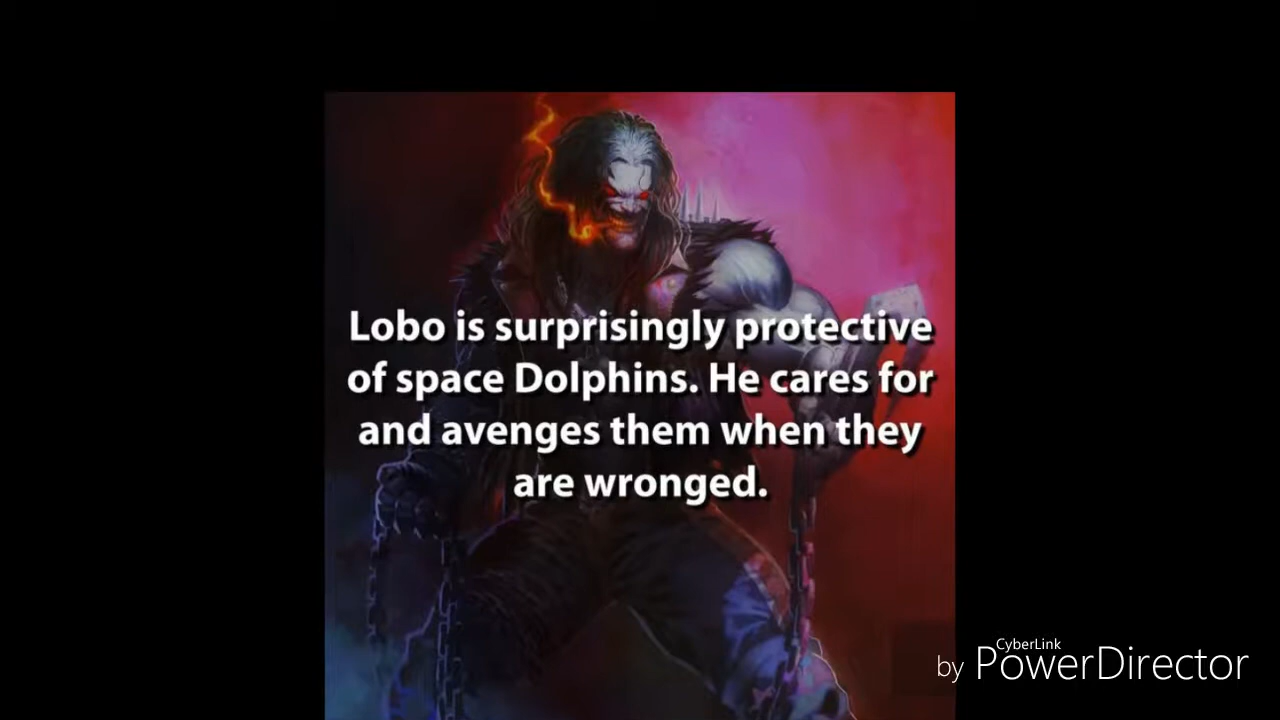 Lobo is surprisingly protective
of space Dolphins. He cares for
and avenges them when they
are wronged.
CyberLink
by PowerDirector